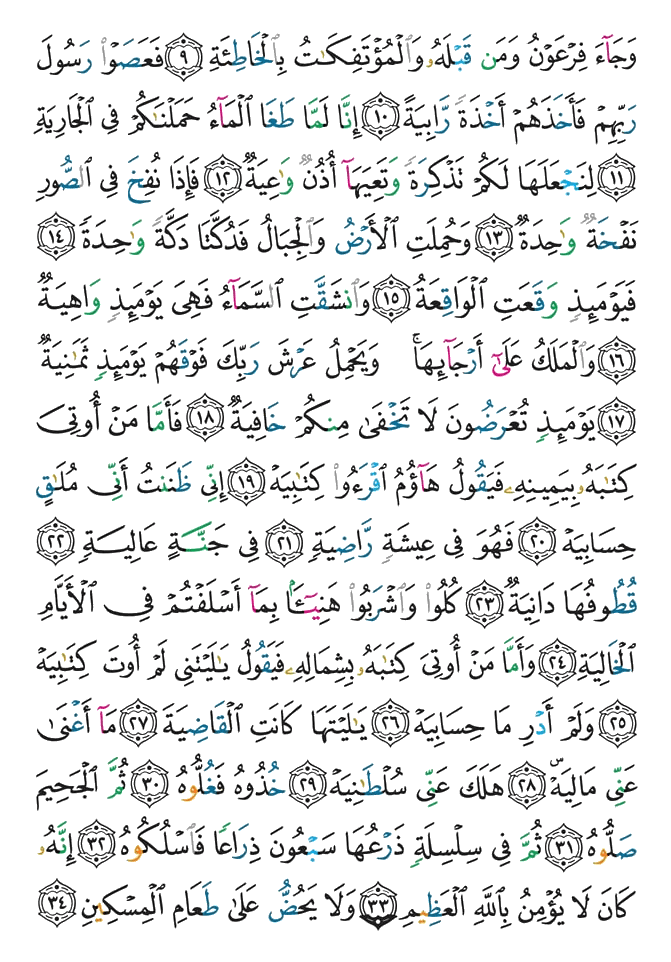 وَجَآءَ فِرْعَوْنُ وَمَن قَبْلَهُۥ وَٱلْمُؤْتَفِكَـٰتُ بِٱلْخَاطِئَةِ ٩ فَعَصَوْا۟ رَسُولَ
رَبِّهِمْ فَأَخَذَهُمْ أَخْذَةً رَّابِيَةً ١٠ إِنَّا لَمَّا طَغَا ٱلْمَآءُ حَمَلْنَـٰكُمْ فِى ٱلْجَارِيَةِ
١١ لِنَجْعَلَهَا لَكُمْ تَذْكِرَةً وَتَعِيَهَآ أُذُنٌ وَٰعِيَةٌ ١٢ فَإِذَا نُفِخَ فِى ٱلصُّورِ
نَفْخَةٌ وَٰحِدَةٌ ١٣ وَحُمِلَتِ ٱلْأَرْضُ وَٱلْجِبَالُ فَدُكَّتَا دَكَّةً وَٰحِدَةً ١٤
فَيَوْمَئِذٍ وَقَعَتِ ٱلْوَاقِعَةُ ١٥ وَٱنشَقَّتِ ٱلسَّمَآءُ فَهِىَ يَوْمَئِذٍ وَاهِيَةٌ
١٦ وَٱلْمَلَكُ عَلَىٰٓ أَرْجَآئِهَا ۚ وَيَحْمِلُ عَرْشَ رَبِّكَ فَوْقَهُمْ يَوْمَئِذٍ ثَمَـٰنِيَةٌ
١٧ يَوْمَئِذٍ تُعْرَضُونَ لَا تَخْفَىٰ مِنكُمْ خَافِيَةٌ ١٨ فَأَمَّا مَنْ أُوتِىَ
كِتَـٰبَهُۥ بِيَمِينِهِۦ فَيَقُولُ هَآؤُمُ ٱقْرَءُوا۟ كِتَـٰبِيَهْ ١٩ إِنِّى ظَنَنتُ أَنِّى مُلَـٰقٍ
حِسَابِيَهْ ٢٠ فَهُوَ فِى عِيشَةٍ رَّاضِيَةٍ ٢١ فِى جَنَّةٍ عَالِيَةٍ ٢٢
قُطُوفُهَا دَانِيَةٌ ٢٣ كُلُوا۟ وَٱشْرَبُوا۟ هَنِيٓـًٔۢا بِمَآ أَسْلَفْتُمْ فِى ٱلْأَيَّامِ
ٱلْخَالِيَةِ ٢٤ وَأَمَّا مَنْ أُوتِىَ كِتَـٰبَهُۥ بِشِمَالِهِۦ فَيَقُولُ يَـٰلَيْتَنِى لَمْ أُوتَ كِتَـٰبِيَهْ
٢٥ وَلَمْ أَدْرِ مَا حِسَابِيَهْ ٢٦ يَـٰلَيْتَهَا كَانَتِ ٱلْقَاضِيَةَ ٢٧ مَآ أَغْنَىٰ
عَنِّى مَالِيَهْ ۜ ٢٨ هَلَكَ عَنِّى سُلْطَـٰنِيَهْ ٢٩ خُذُوهُ فَغُلُّوهُ ٣٠ ثُمَّ ٱلْجَحِيمَ
صَلُّوهُ ٣١ ثُمَّ فِى سِلْسِلَةٍ ذَرْعُهَا سَبْعُونَ ذِرَاعًا فَٱسْلُكُوهُ ٣٢ إِنَّهُۥ
كَانَ لَا يُؤْمِنُ بِٱللَّهِ ٱلْعَظِيمِ ٣٣ وَلَا يَحُضُّ عَلَىٰ طَعَامِ ٱلْمِسْكِينِ ٣٤